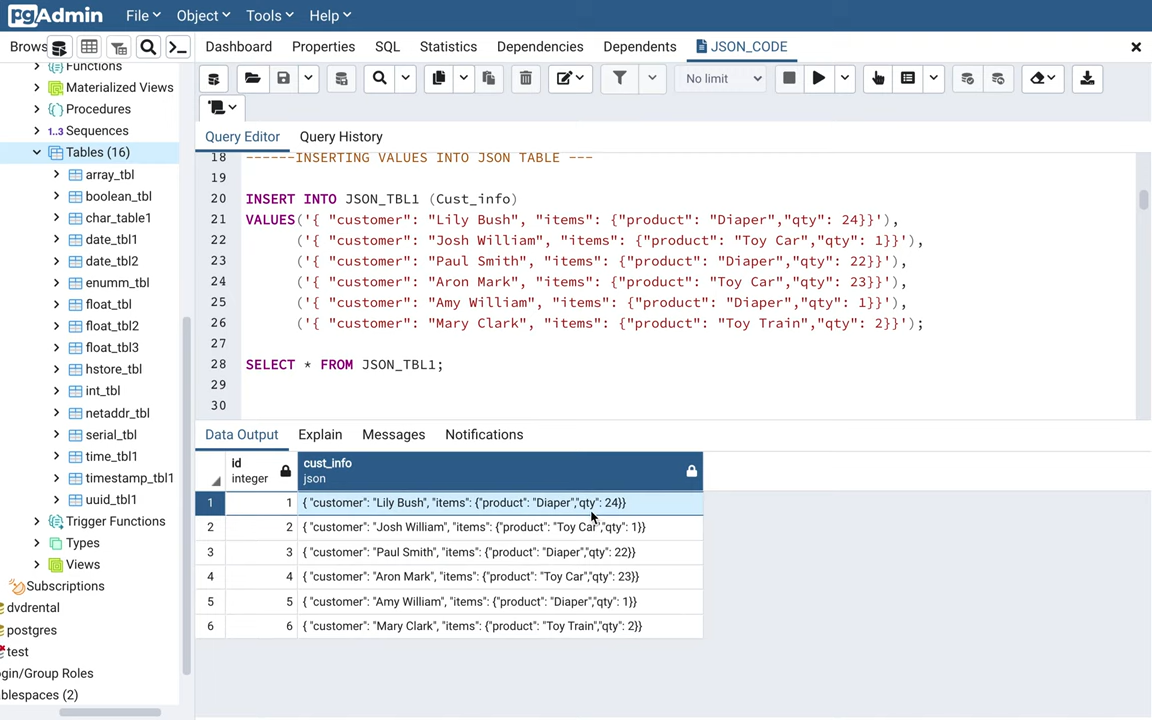 pgAdmin File Object Tools Help
Brows Dashboard Properties SQL Statistics Dependencies Dependents JSON_CODE
No limit
Functions
Materialized Views
Procedures
1..3 Sequences
Tables (16)
array_tbl
boolean_tbl
char_table1
date_tbl1
date_tbl2
enumm_tbl
float_tbl
float_tbl2
float_tbl3
hstore_tbl
int_tbl
netaddr_tbl
serial_tbl
time_tbl1
timestamp_tbl1
uuid_tbl1
Trigger Functions
Types
Views
Subscriptions
dvdrental
postgres
test
gin/Group Roles
blespaces (2)
Query Editor Query History
18 ------INSERTING VALUES INTO JSON TABLE ---
19
20 INSERT INTO JSON_TBL1 (Cust_info)
21 VALUES('{ "customer": "Lily Bush", "items": {"product": "Diaper","qty": 24}}'),
22 ('{ "customer": "Josh William", "items": {"product": "Toy Car","qty": 1}}'),
23 ('{ "customer": "Paul Smith", "items": {"product": "Diaper","qty": 22}}'),
24 ('{ "customer": "Aron Mark", "items": {"product": "Toy Car","qty": 23}}'),
25 ('{ "customer": "Amy William", "items": {"product": "Diaper","qty": 1}}'),
26 ('{ "customer": "Mary Clark", "items": {"product": "Toy Train","qty": 2}}');
27
28 SELECT * FROM JSON_TBL1;
29
30
Data Output Explain Messages Notifications
id cust_info
integer json
1 1 { "customer": "Lily Bush", "items": {"product": "Diaper","qty": 24}}
2 2 { "customer": "Josh William", "items": {"product": "Toy Car","qty": 1}}
3 3 { "customer": "Paul Smith", "items": {"product": "Diaper","qty": 22}}
4 4 { "customer": "Aron Mark", "items": {"product": "Toy Car","qty": 23}}
5 5 { "customer": "Amy William", "items": {"product": "Diaper","qty": 1}}
6 6 { "customer": "Mary Clark", "items": {"product": "Toy Train","qty": 2}}